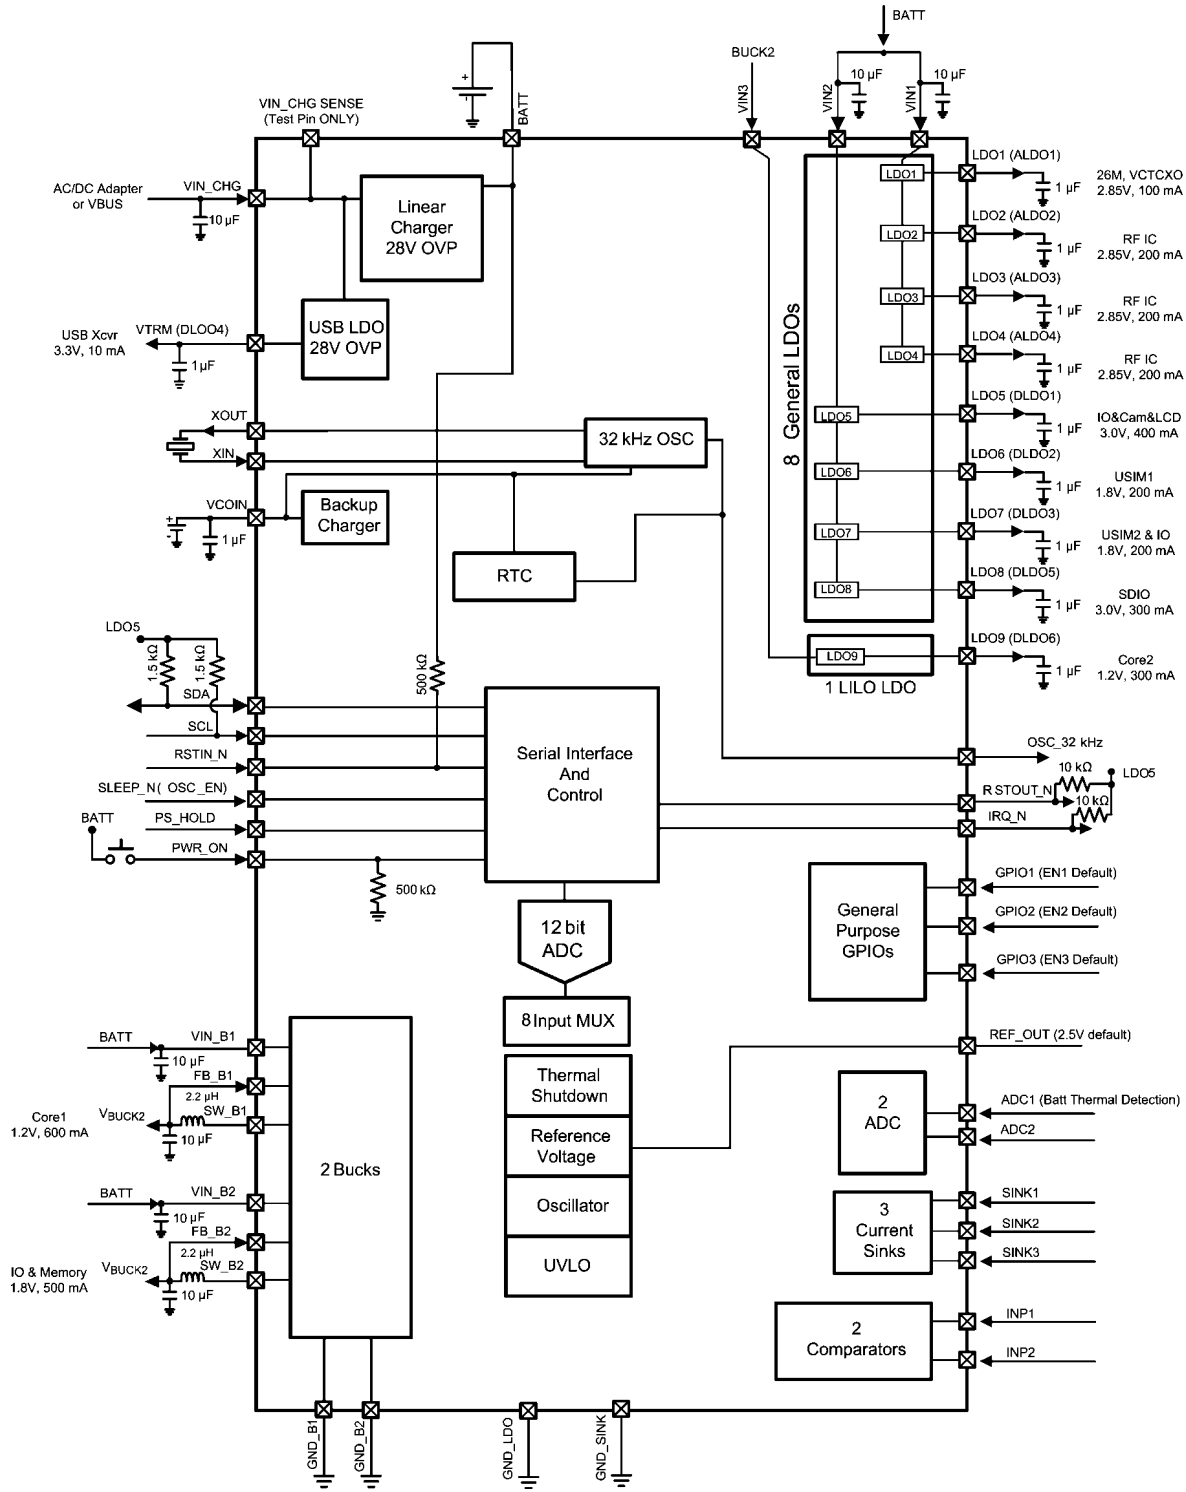 BATT
BUCK2
10 µF
10 µF
VIN_CHG SENSE
(Test Pin ONLY)
+
-
BATT
VIN3
VIN2
VIN1
AC/DC Adapter
or VBUS
VIN_CHG
10 µF
Linear
Charger
28V OVP
USB LDO
28V OVP
USB Xcvr
3.3V, 10 mA
VTRM (DLOO4)
1 µF
8 General LDOs
LDO1
LDO1 (ALDO1)
1 µF
26M, VCTCXO
2.85V, 100 mA
LDO2
LDO2 (ALDO2)
1 µF
RF IC
2.85V, 200 mA
LDO3
LDO3 (ALDO3)
1 µF
RF IC
2.85V, 200 mA
LDO4
LDO4 (ALDO4)
1 µF
RF IC
2.85V, 200 mA
LDO5
LDO5 (DLDO1)
1 µF
IO&Cam&LCD
3.0V, 400 mA
LDO6
LDO6 (DLDO2)
1 µF
USIM1
1.8V, 200 mA
LDO7
LDO7 (DLDO3)
1 µF
USIM2 & IO
1.8V, 200 mA
LDO8
LDO8 (DLDO5)
1 µF
SDIO
3.0V, 300 mA
LDO9
1 LILO LDO
LDO9 (DLDO6)
1 µF
Core2
1.2V, 300 mA
XOUT
XIN
32 kHz OSC
VCOIN
+
-
1 µF
Backup
Charger
RTC
LDO5
1.5 kΩ
1.5 kΩ
500 kΩ
SDA
SCL
RSTIN_N
SLEEP_N( OSC_EN)
BATT
PS_HOLD
PWR_ON
500 kΩ
Serial Interface
And
Control
OSC_32 kHz
10 kΩ
LDO5
R STOUT_N
10 kΩ
IRQ_N
12 bit
ADC
8 Input MUX
General
Purpose
GPIOs
GPIO1 (EN1 Default)
GPIO2 (EN2 Default)
GPIO3 (EN3 Default)
Thermal
Shutdown
Reference
Voltage
Oscillator
UVLO
REF_OUT (2.5V default)
2
ADC
ADC1 (Batt Thermal Detection)
ADC2
3
Current
Sinks
SINK1
SINK2
SINK3
2
Comparators
INP1
INP2
BATT
VIN_B1
10 µF
FB_B1
2.2 µH
Core1
1.2V, 600 mA
VBUCK2
SW_B1
10 µF
2 Bucks
BATT
VIN_B2
10 µF
FB_B2
2.2 µH
IO & Memory
1.8V, 500 mA
VBUCK2
SW_B2
10 µF
GND_B1
GND_B2
GND_LDO
GND_SINK